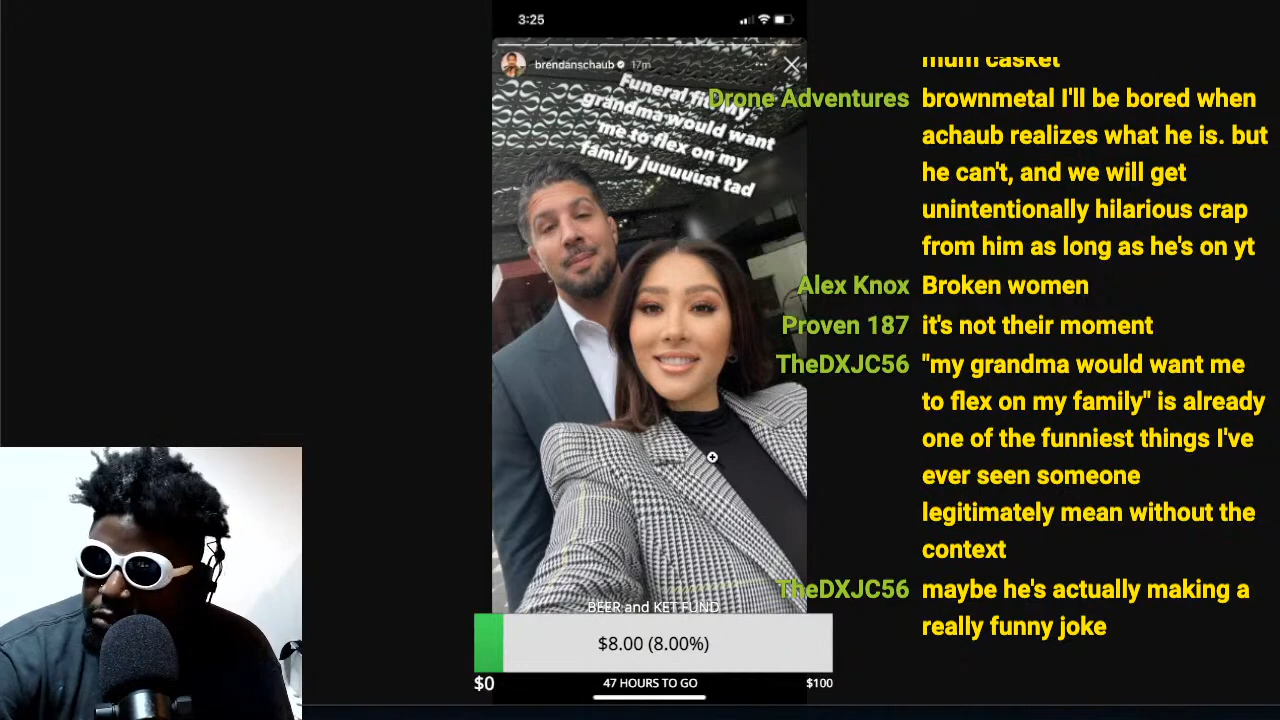 3:25
brendanschaub 17m
Funeral fit! My
grandma would want
me to flex on my
family juuuuust tad
BEER and KET FUND
$8.00 (8.00%)
$0
47 HOURS TO GO
$100
mum casket
Drone Adventures brownmetal I'll be bored when
achaub realizes what he is. but
he can't, and we will get
unintentionally hilarious crap
from him as long as he's on yt
Alex Knox Broken women
Proven 187 it's not their moment
TheDXJC56 "my grandma would want me
to flex on my family" is already
one of the funniest things I've
ever seen someone
legitimately mean without the
context
TheDXJC56 maybe he's actually making a
really funny joke